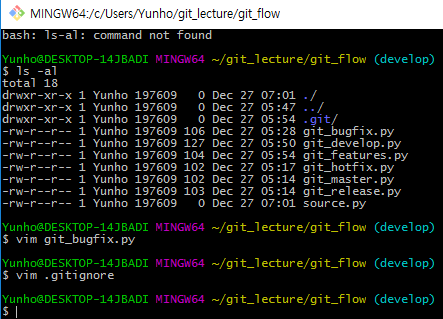 MINGW64:/c/Users/Yunho/git_lecture/git_flow
bash: ls-al: command not found
Yunho@DESKTOP-14JBADI MINGW64 ~/git_lecture/git_flow (develop)
$ ls -al
total 18
drwxr-xr-x 1 Yunho 197609   0 Dec 27 07:01 ./
drwxr-xr-x 1 Yunho 197609   0 Dec 27 05:47 ../
drwxr-xr-x 1 Yunho 197609   0 Dec 27 05:54 .git/
-rw-r--r-- 1 Yunho 197609 106 Dec 27 05:28 git_bugfix.py
-rw-r--r-- 1 Yunho 197609 127 Dec 27 05:50 git_develop.py
-rw-r--r-- 1 Yunho 197609 104 Dec 27 05:54 git_features.py
-rw-r--r-- 1 Yunho 197609 102 Dec 27 05:17 git_hotfix.py
-rw-r--r-- 1 Yunho 197609 102 Dec 27 05:14 git_master.py
-rw-r--r-- 1 Yunho 197609 103 Dec 27 05:14 git_release.py
-rw-r--r-- 1 Yunho 197609   0 Dec 27 07:01 source.py
Yunho@DESKTOP-14JBADI MINGW64 ~/git_lecture/git_flow (develop)
$ vim git_bugfix.py
Yunho@DESKTOP-14JBADI MINGW64 ~/git_lecture/git_flow (develop)
$ vim .gitignore
Yunho@DESKTOP-14JBADI MINGW64 ~/git_lecture/git_flow (develop)
$